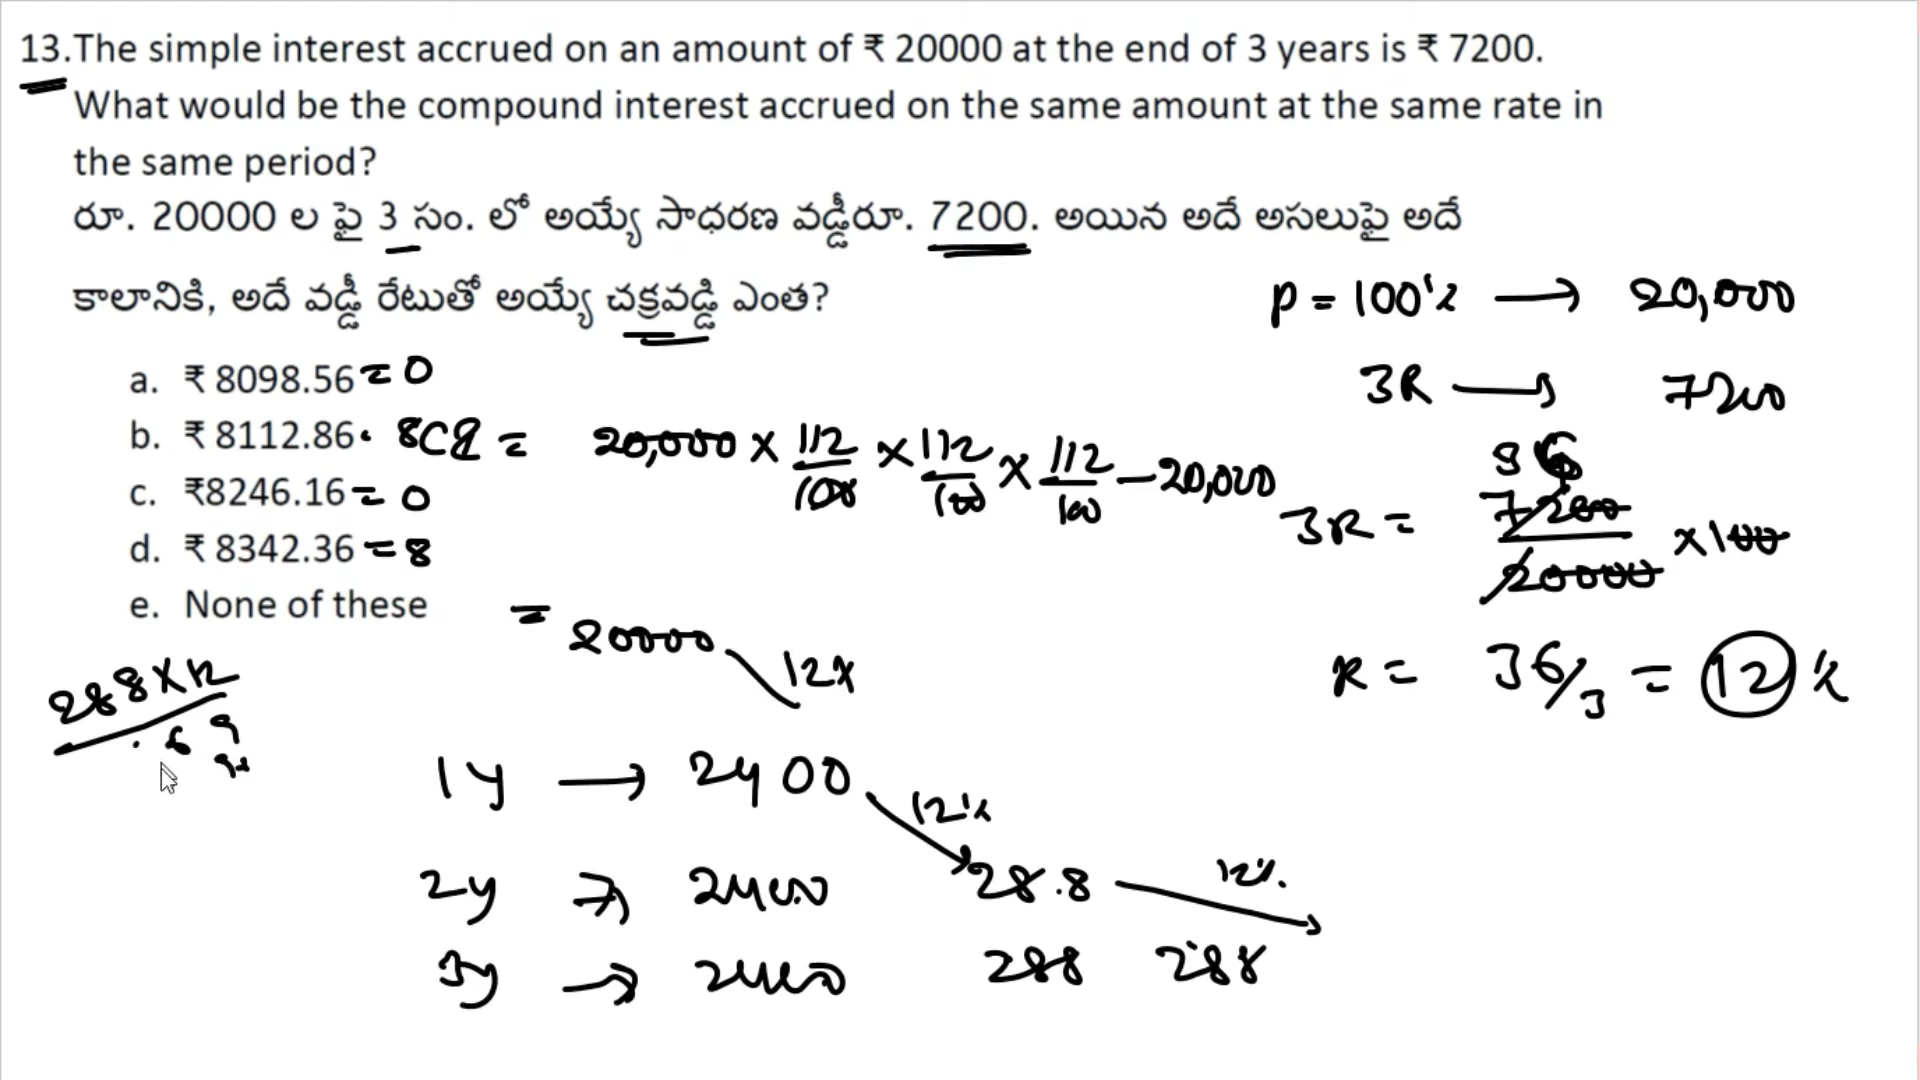 13.The simple interest accrued on an amount of ₹ 20000 at the end of 3 years is ₹ 7200.
What would be the compound interest accrued on the same amount at the same rate in
the same period?
రూ. 20000 ల పై 3 సం. లో అయ్యే సాధరణ వడ్డీరూ. 7200. అయిన అదే అసలుపై అదే
కాలానికి, అదే వడ్డీ రేటుతో అయ్యే చక్రవడ్డి ఎంత?
P = 100% → 20,000
a. ₹ 8098.56 = 0
3R → 7200
b. ₹ 8112.86 · 8 = 20,000 × 112/100 × 112/100 × 112/100 - 20,000
c. ₹8246.16 = 0
3R = 7200/20000 × 100
36
d. ₹ 8342.36 = 8
e. None of these
= 20000 12%
R = 36/3 = 12 %
288 × 12
1y → 2400 12%
2y → 2400 28.8 12%.
3y → 2400 288 288